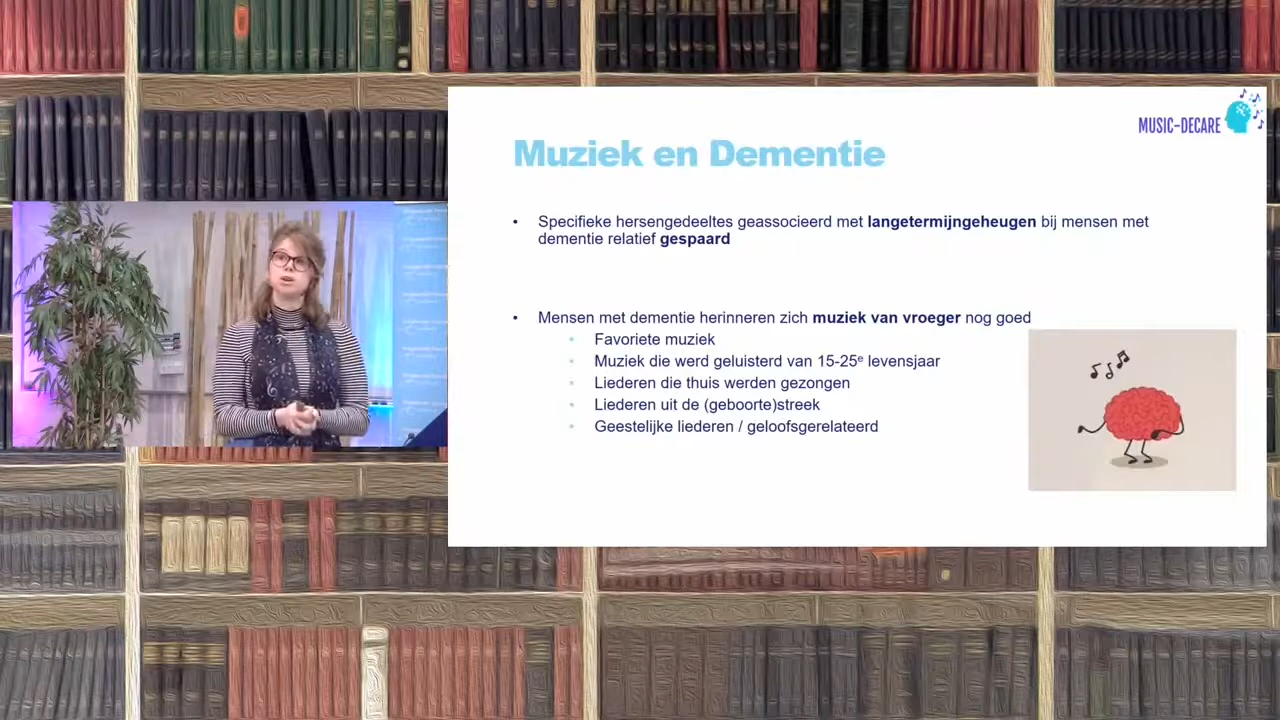 MUSIC-DECARE
Muziek en Dementie
• Specifieke hersengedeeltes geassocieerd met langetermijngeheugen bij mensen met
dementie relatief gespaard
• Mensen met dementie herinneren zich muziek van vroeger nog goed
• Favoriete muziek
• Muziek die werd geluisterd van 15-25e levensjaar
• Liederen die thuis werden gezongen
• Liederen uit de (geboorte)streek
• Geestelijke liederen / geloofsgerelateerd